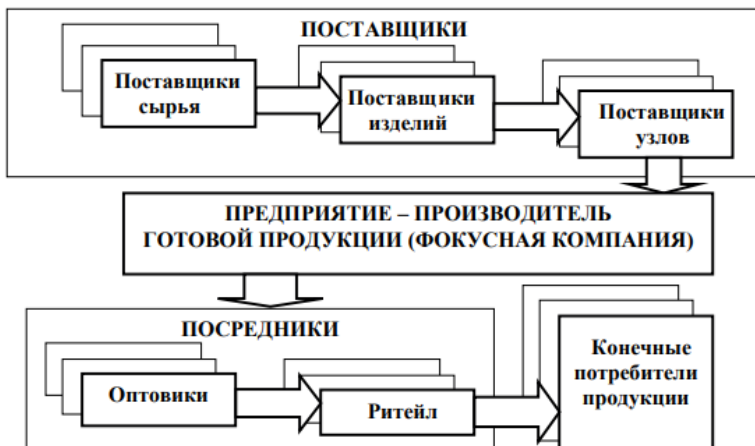 ПОСТАВЩИКИ
Поставщики
сырья
Поставщики
изделий
Поставщики
узлов
ПРЕДПРИЯТИЕ – ПРОИЗВОДИТЕЛЬ
ГОТОВОЙ ПРОДУКЦИИ (ФОКУСНАЯ КОМПАНИЯ)
ПОСРЕДНИКИ
Оптовики
Ритейл
Конечные
потребители
продукции